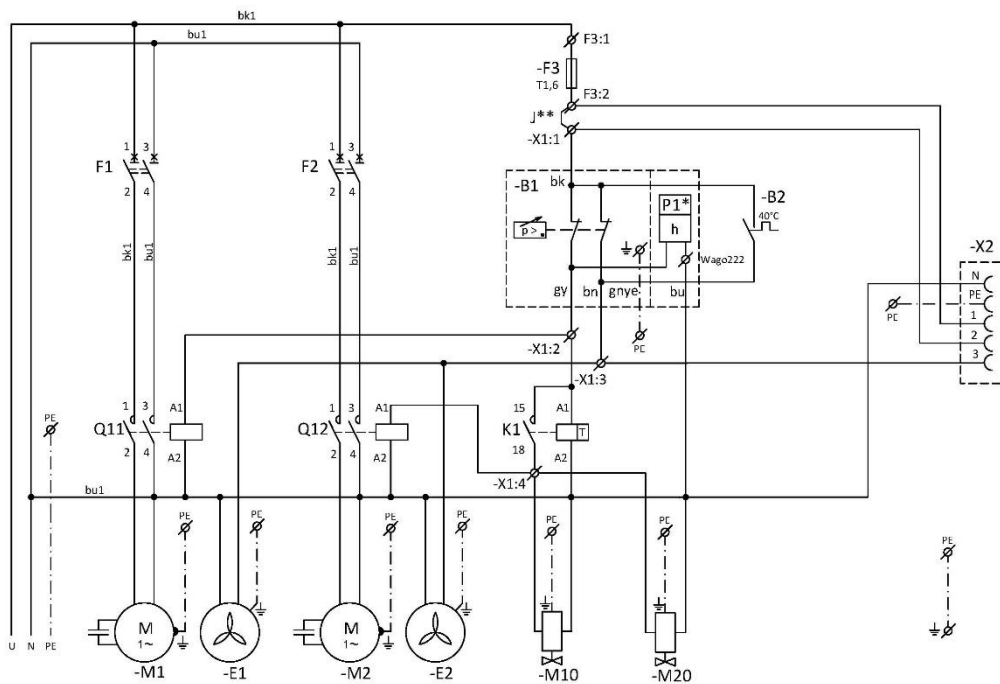 bk1
bu1
F3:1
-F3
T1,6
F3:2
J**
-X1:1
1 3
F1
2 4
1 3
F2
2 4
-B1
bk
P1*
h
p >
-B2
40°C
Wago222
-X2
N
PE
1
2
3
PE
bk1
bu1
bk1
bu1
gy
bn
gnye
bu
-X1:2
PE
-X1:3
PE
1 3
A1
Q11
2 4
A2
1 3
A1
Q12
2 4
A2
15
A1
K1
T
18
A2
-X1:4
bu1
PE
PE
PE
PE
PE
PE
PE
M
1~
M
1~
U N PE
-M1
-E1
-M2
-E2
-M10
-M20